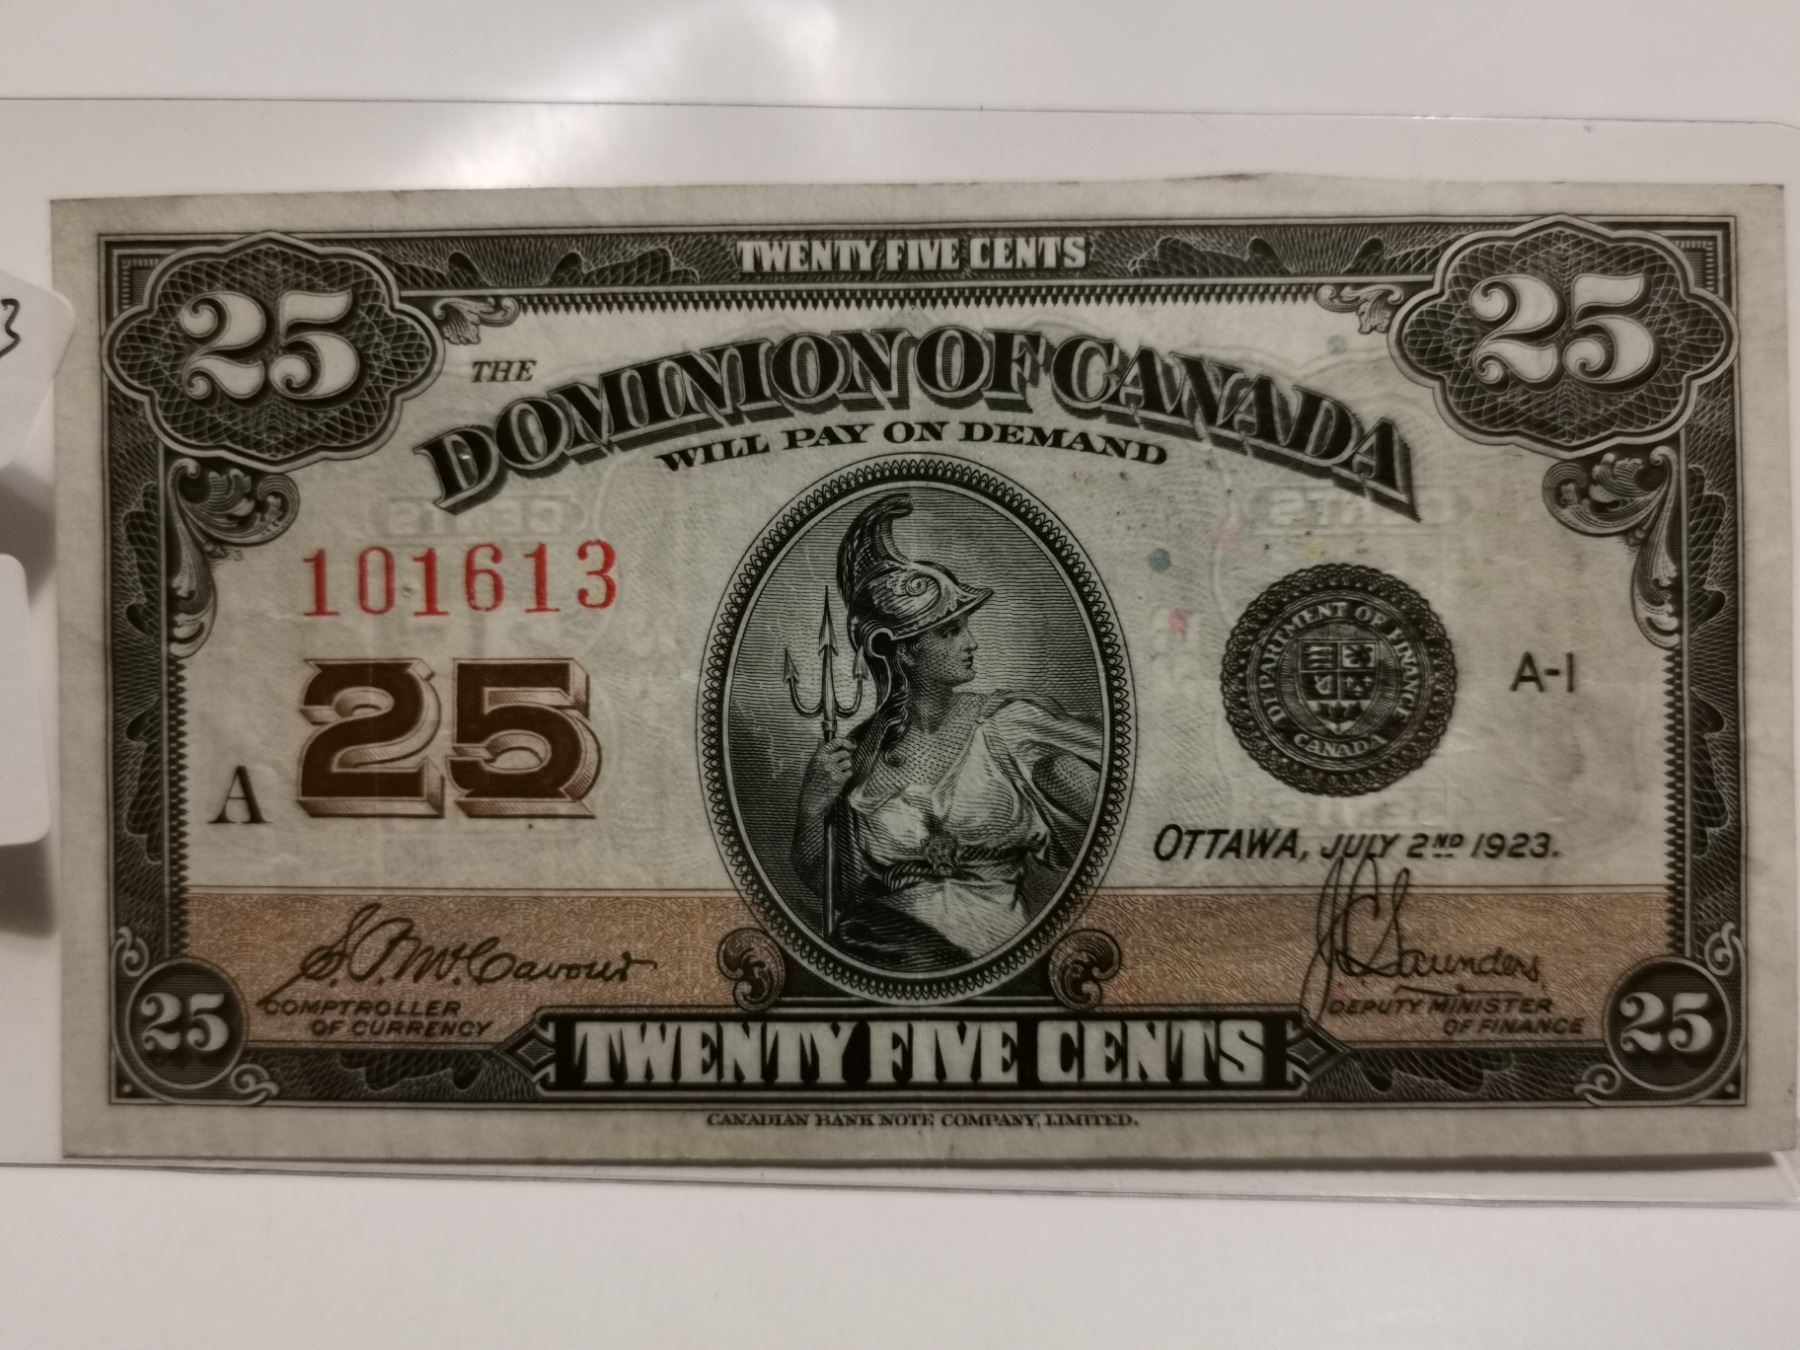 TWENTY FIVE CENTS
25 25
THE
DOMINION OF CANADA
WILL PAY ON DEMAND
3
101613
DEPARTMENT OF FINANCE
CANADA
A-1
25
A
OTTAWA, JULY 2ND 1923.
J.C. Saunders
COMPTROLLER
OF CURRENCY
DEPUTY MINISTER
OF FINANCE
25 25
TWENTY FIVE CENTS
CANADIAN BANK NOTE COMPANY, LIMITED.